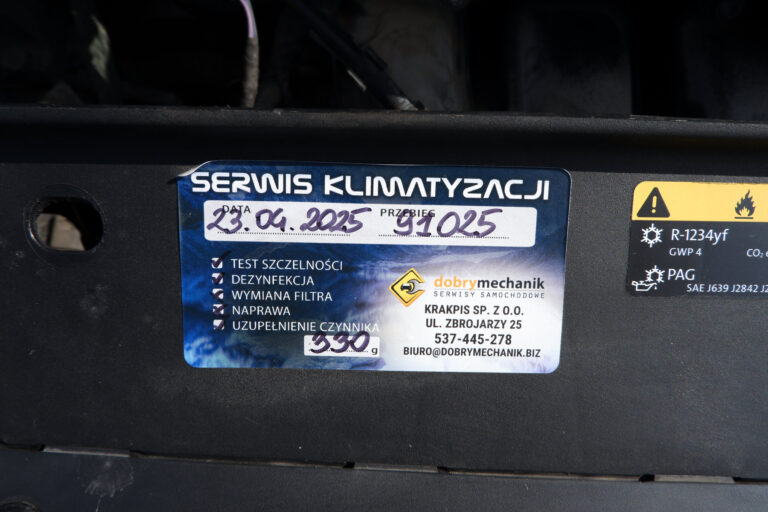 SERWIS KLIMATYZACJI
DATA PRZEBIEG
23.04.2025 91025
TEST SZCZELNOŚCI
DEZYNFEKCJA
WYMIANA FILTRA
NAPRAWA
UZUPEŁNIENIE CZYNNIKA
330 g
dobrymechanik
SERWISY SAMOCHODOWE
KRAKPIS SP. Z O.O.
UL. ZBROJARZY 25
537-445-278
BIURO@DOBRYMECHANIK.BIZ
R-1234yf
GWP 4 CO₂
PAG
SAE J639 J2842